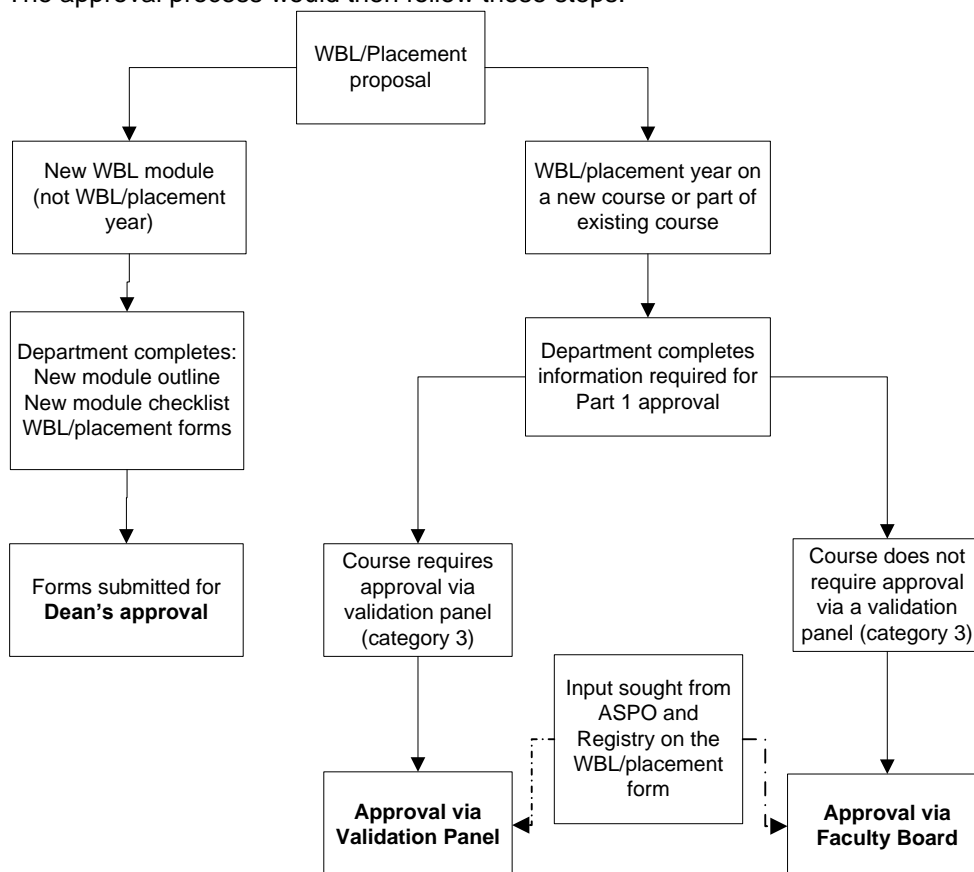 The approval process would then follow these steps:
WBL/Placement
proposal
New WBL module
(not WBL/placement
year)
WBL/placement year on
a new course or part of
existing course
Department completes:
New module outline
New module checklist
WBL/placement forms
Department completes
information required for
Part 1 approval
Forms submitted for
Dean’s approval
Course requires
approval via
validation panel
(category 3)
Course does not
require approval
via a validation
panel (category 3)
Input sought from
ASPO and
Registry on the
WBL/placement
form
Approval via
Validation Panel
Approval via
Faculty Board